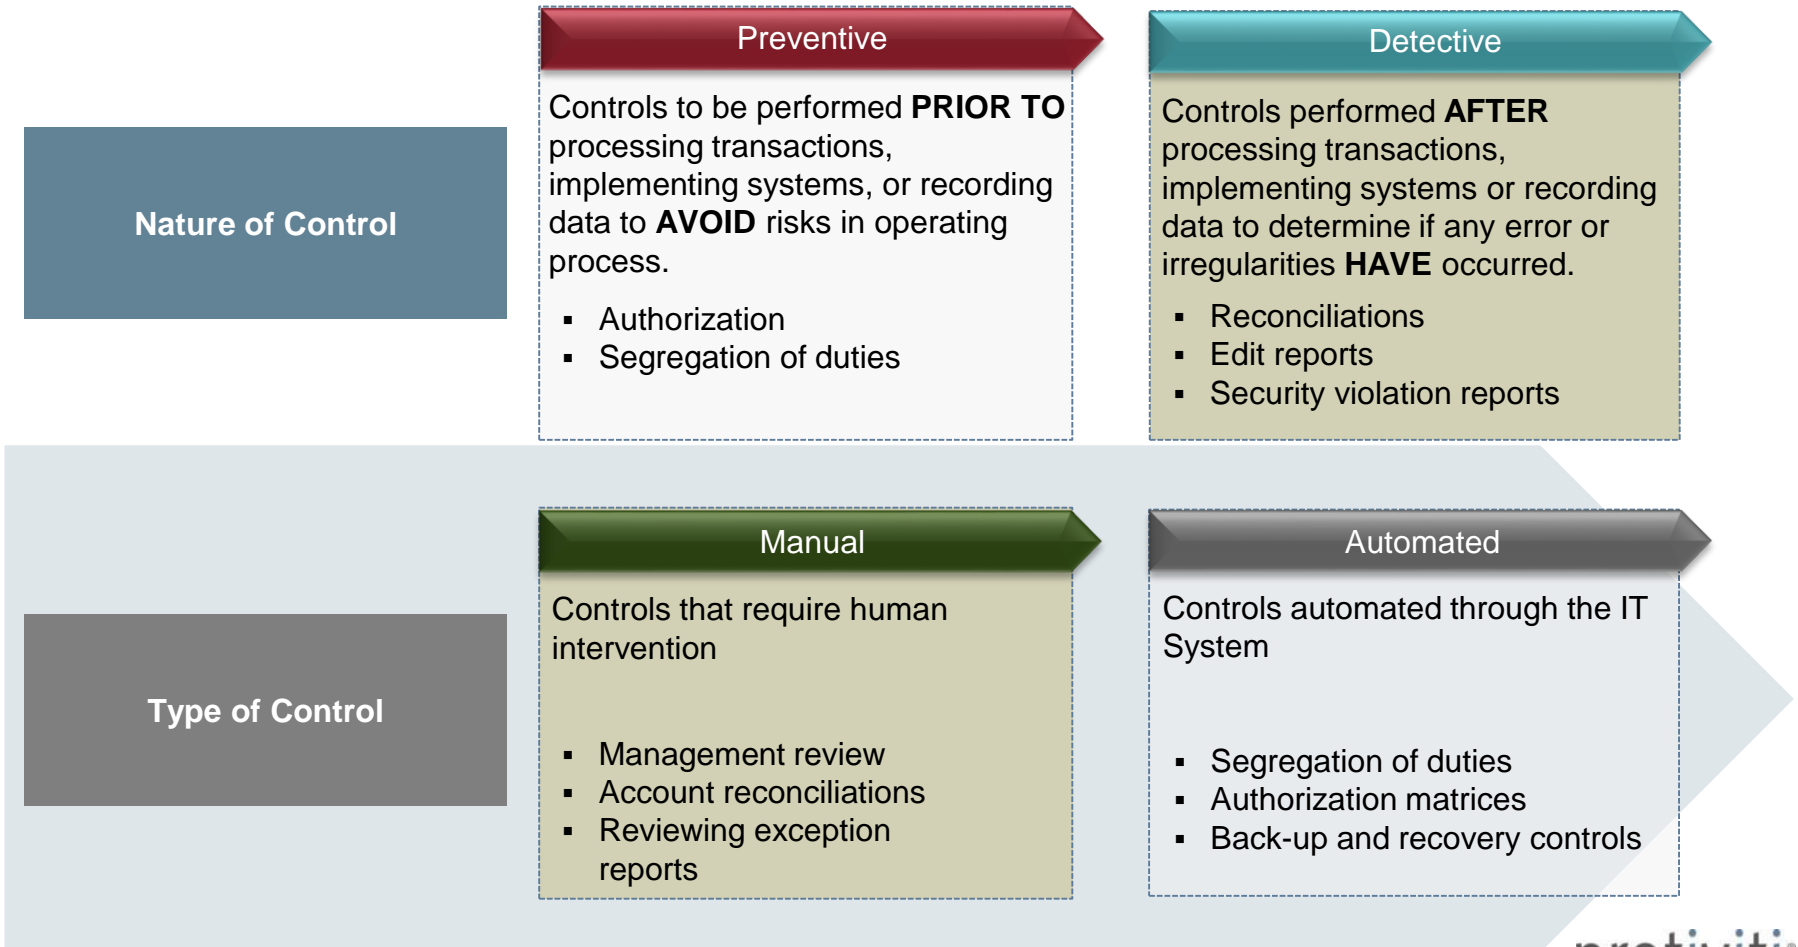 Preventive
Detective
Nature of Control
Controls to be performed PRIOR TO
processing transactions,
implementing systems, or recording
data to AVOID risks in operating
process.
▪ Authorization
▪ Segregation of duties
Controls performed AFTER
processing transactions,
implementing systems or recording
data to determine if any error or
irregularities HAVE occurred.
▪ Reconciliations
▪ Edit reports
▪ Security violation reports
Manual
Automated
Type of Control
Controls that require human
intervention
▪ Management review
▪ Account reconciliations
▪ Reviewing exception
reports
Controls automated through the IT
System
▪ Segregation of duties
▪ Authorization matrices
▪ Back-up and recovery controls